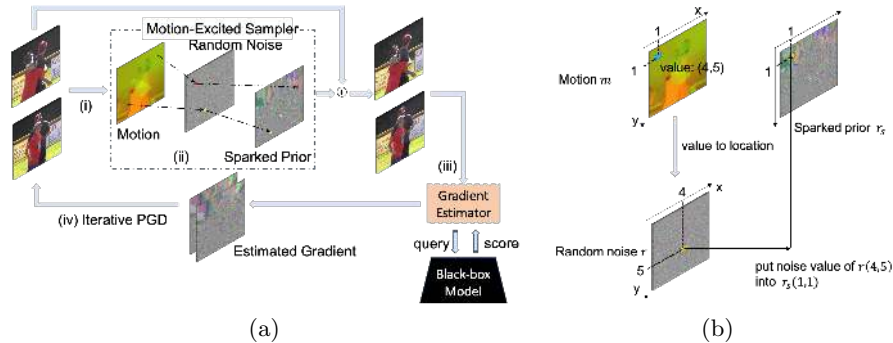 Motion-Excited Sampler
Random Noise
(i)
Motion
(ii)
Sparked Prior
(iii)
Gradient
Estimator
(iv) Iterative PGD
Estimated Gradient
query
score
Black-box
Model
(a)
x
1
1
value: (4,5)
Motion m
y
1
1
Sparked prior r_s
value to location
x
4
Random noise r
5
y
put noise value of r(4,5)
into r_s(1,1)
(b)